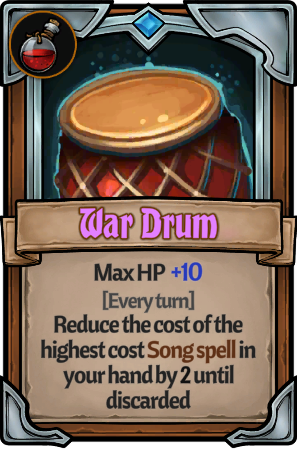 War Drum
Max HP +10
[Every turn]
Reduce the cost of the
highest cost Song spell in
your hand by 2 until
discarded